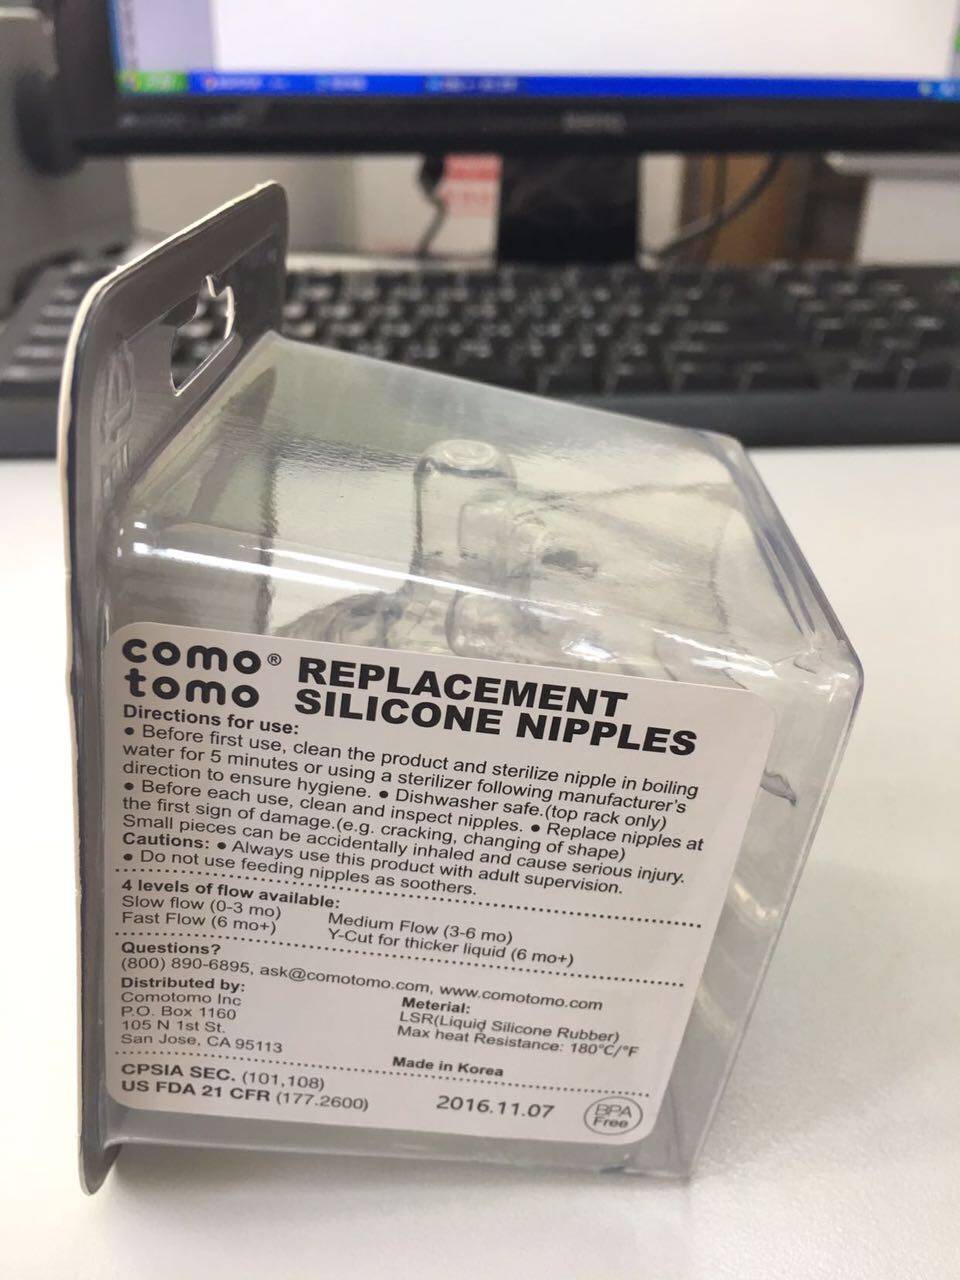 como®
tomo
REPLACEMENT
SILICONE NIPPLES
Directions for use:
● Before first use, clean the product and sterilize nipple in boiling
water for 5 minutes or using a sterilizer following manufacturer's
direction to ensure hygiene. ● Dishwasher safe.(top rack only)
● Before each use, clean and inspect nipples. ● Replace nipples at
the first sign of damage.(e.g. cracking, changing of shape)
Small pieces can be accidentally inhaled and cause serious injury.
Cautions: ● Always use this product with adult supervision.
● Do not use feeding nipples as soothers.
4 levels of flow available:
Slow flow (0-3 mo) Medium Flow (3-6 mo)
Fast Flow (6 mo+) Y-Cut for thicker liquid (6 mo+)
Questions?
(800) 890-6895, ask@comotomo.com, www.comotomo.com
Distributed by:
Comotomo Inc
P.O. Box 1160
105 N 1st St.
San Jose, CA 95113
Meterial:
LSR(Liquid Silicone Rubber)
Max heat Resistance: 180°C/°F
Made in Korea
CPSIA SEC. (101,108)
US FDA 21 CFR (177.2600)
2016.11.07
BPA
Free